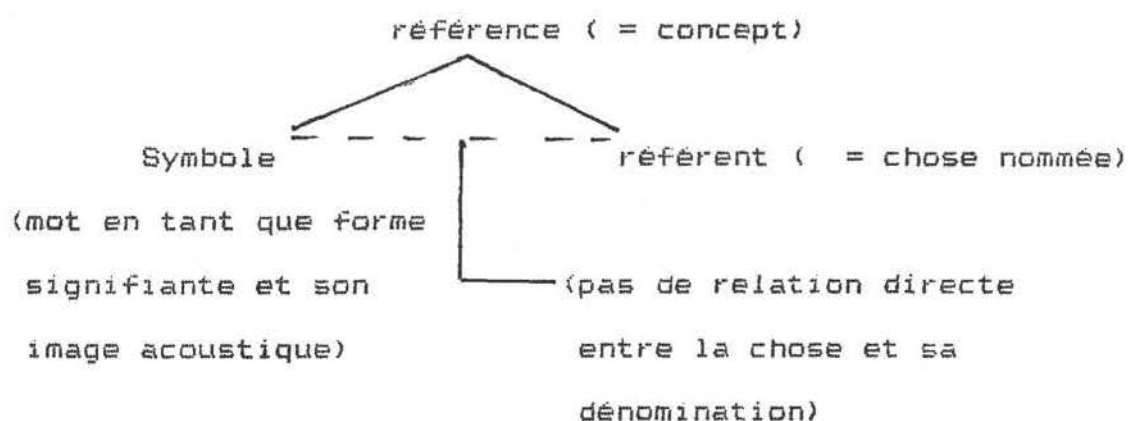 référence ( = concept)
Symbole
référent ( = chose nommée)
(mot en tant que forme
signifiante et son
image acoustique)
(pas de relation directe
entre la chose et sa
dénomination)